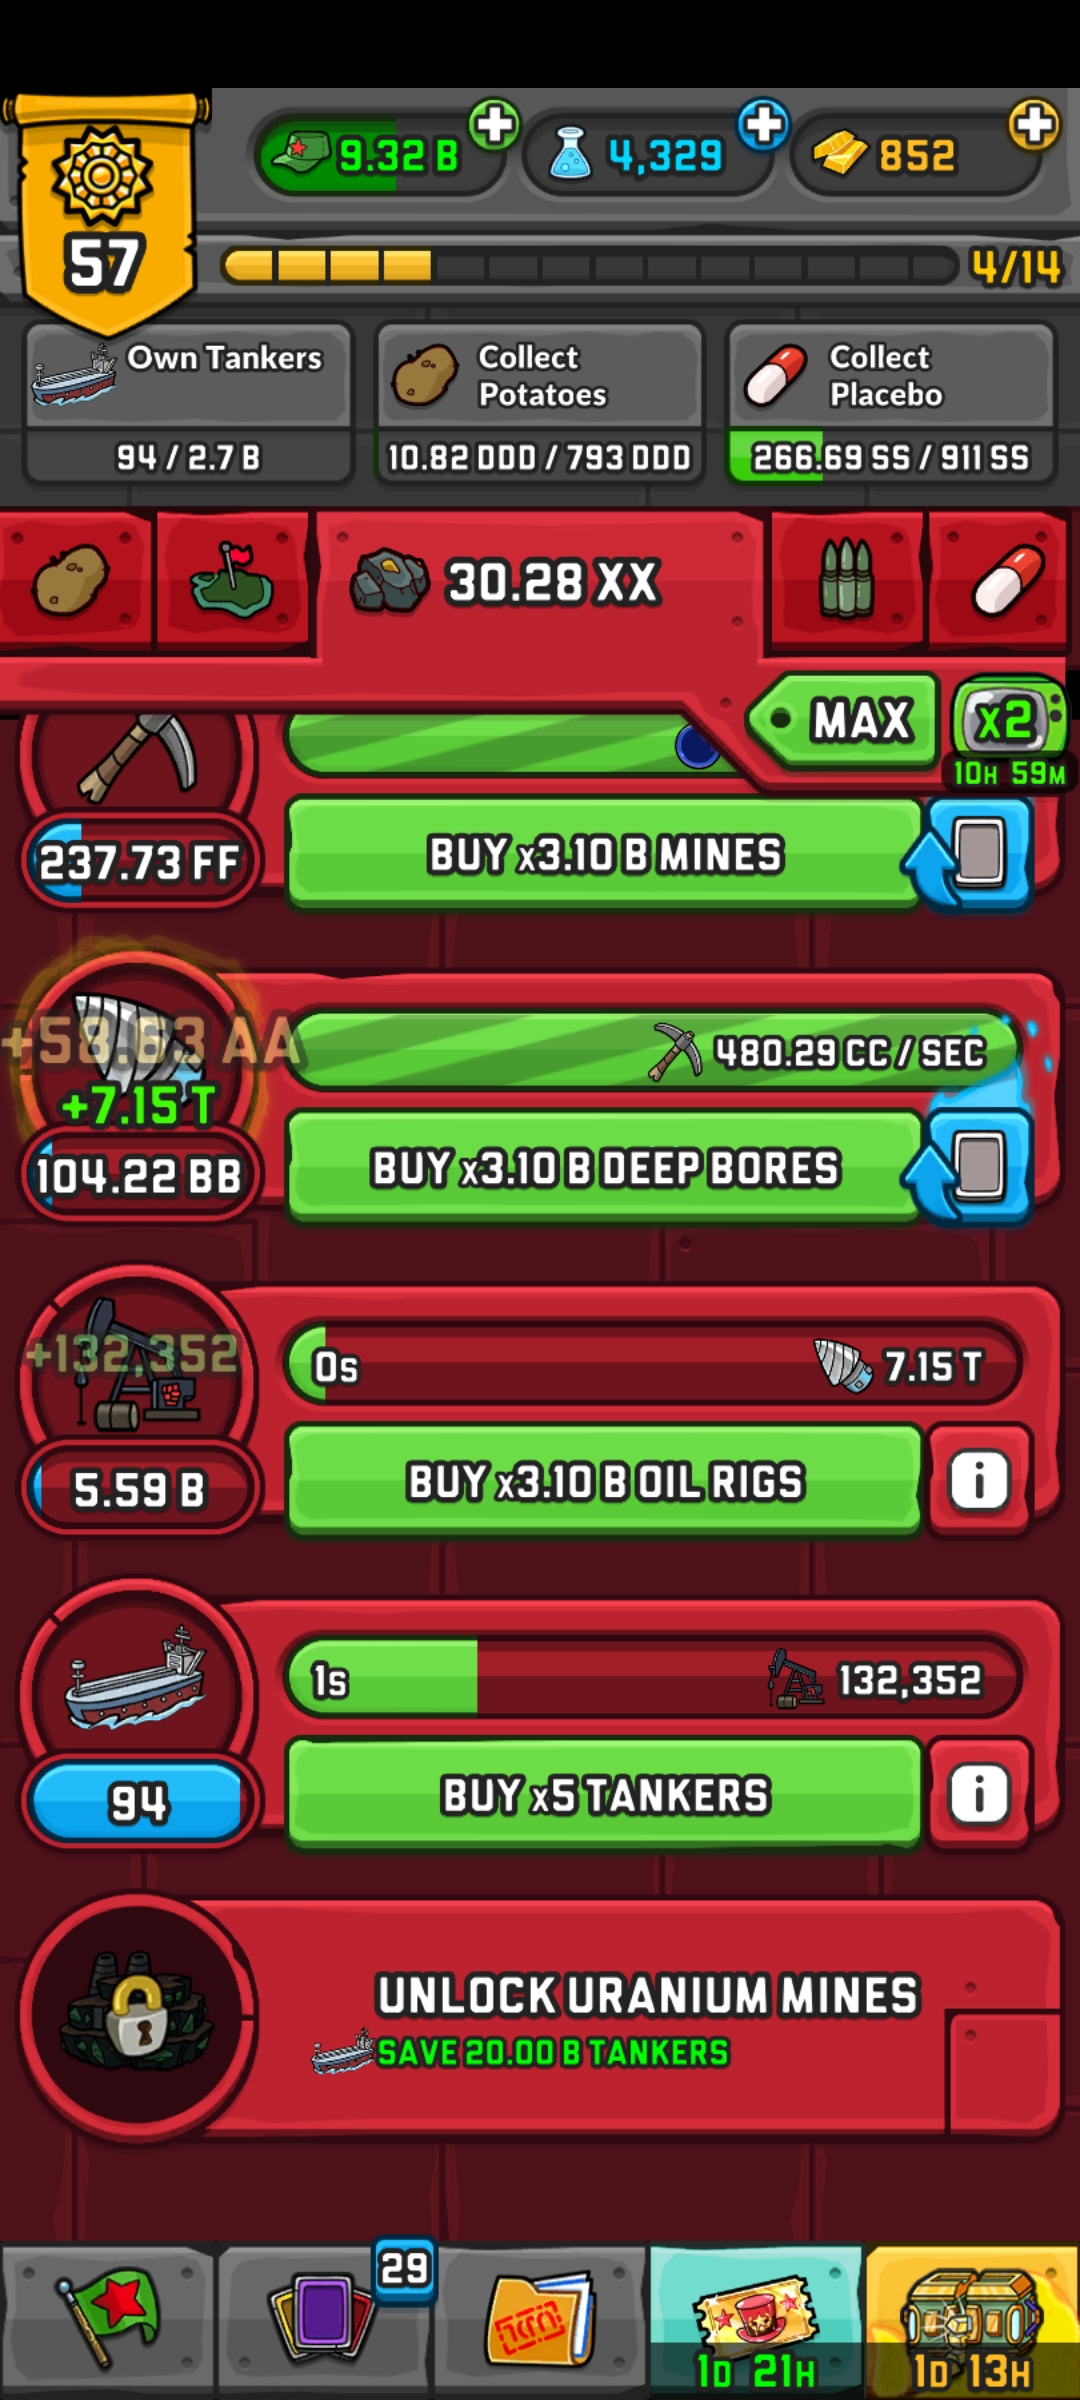 9.32 B
4,329
852
57
4/14
Own Tankers
94 / 2.7 B
Collect
Potatoes
10.82 DDD / 793 DDD
Collect
Placebo
266.69 SS / 911 SS
30.28 XX
MAX
x2
10H 59M
237.73 FF
BUY x3.10 B MINES
+58.63 AA
+7.15 T
480.29 CC / SEC
104.22 BB
BUY x3.10 B DEEP BORES
+132,352
0s
7.15 T
5.59 B
BUY x3.10 B OIL RIGS
i
1s
132,352
94
BUY x5 TANKERS
i
UNLOCK URANIUM MINES
SAVE 20.00 B TANKERS
29
1D 21H
1D 13H